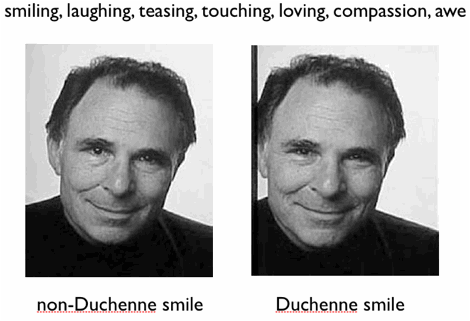 smiling, laughing, teasing, touching, loving, compassion, awe
non-Duchenne smile
Duchenne smile